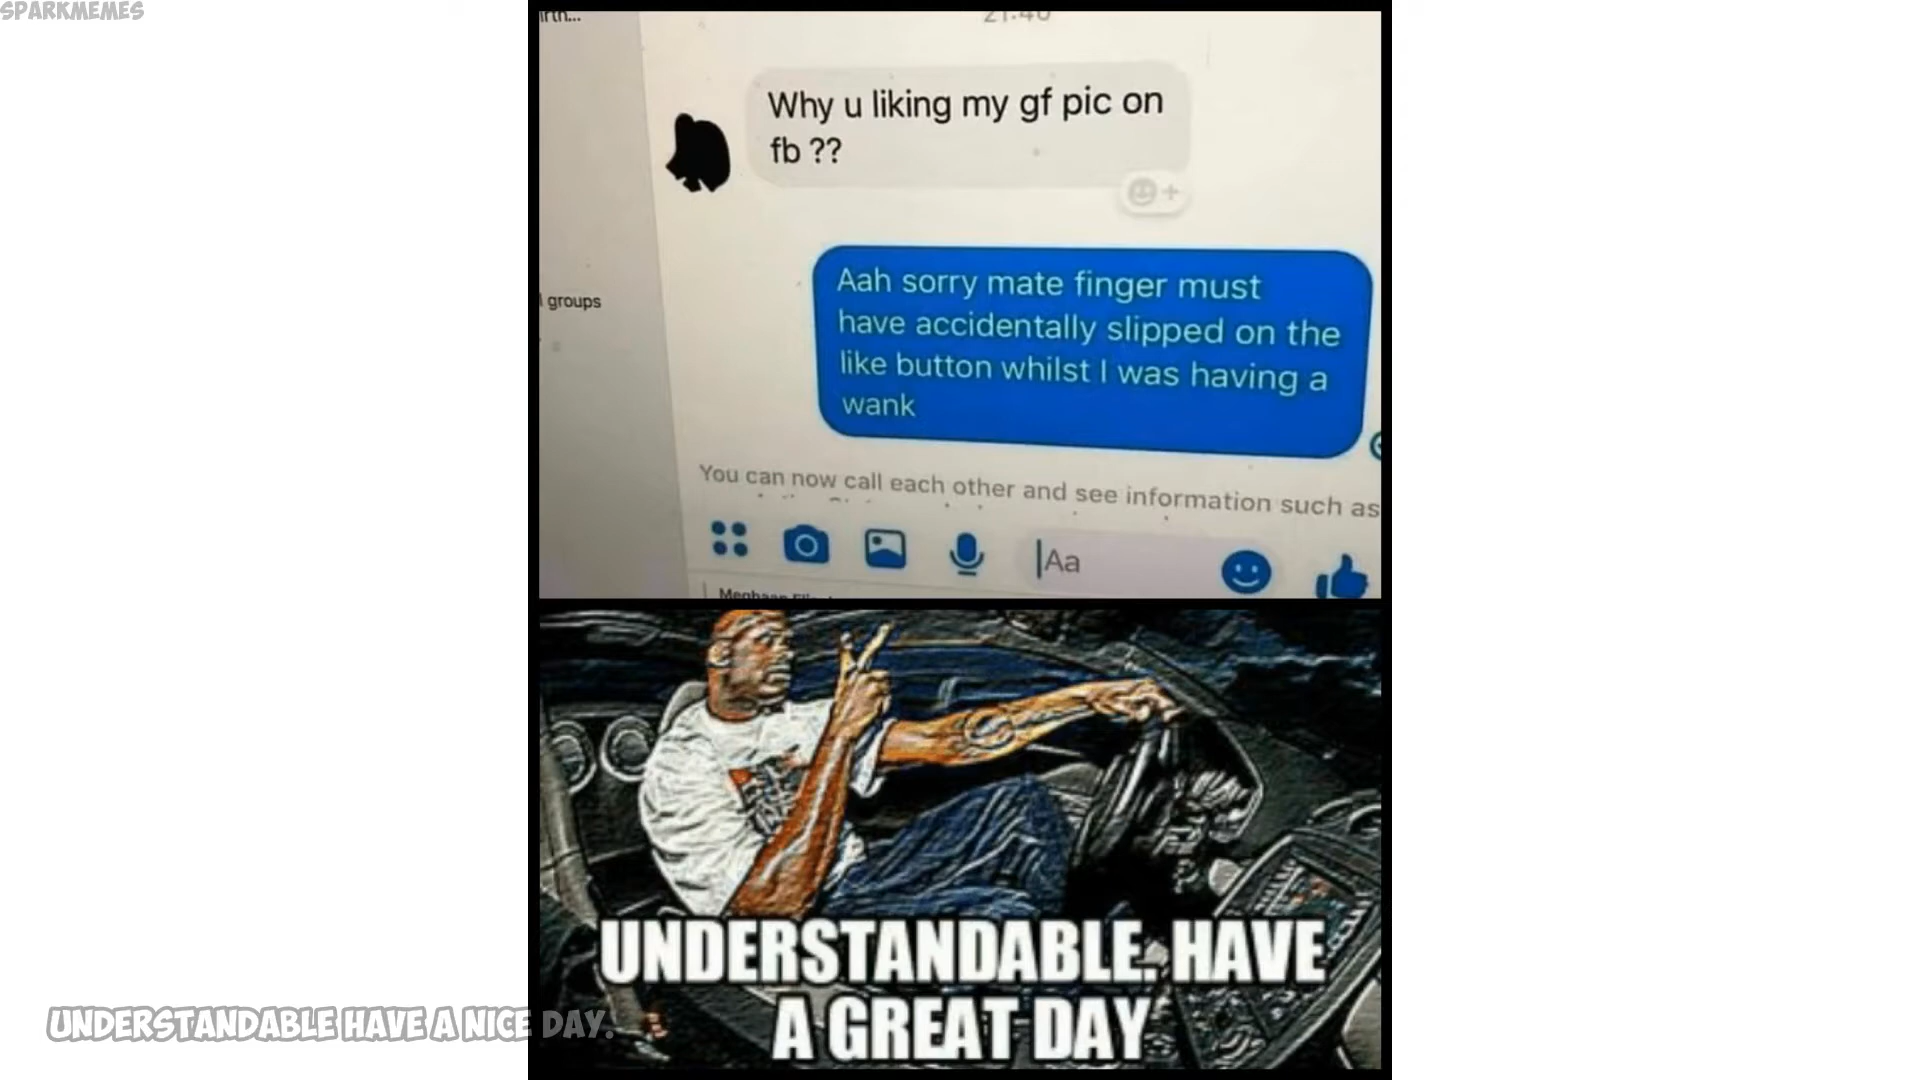 SPARKMEMES
21:40
Why u liking my gf pic on
fb ??
groups
Aah sorry mate finger must
have accidentally slipped on the
like button whilst I was having a
wank
You can now call each other and see information such as
Aa
UNDERSTANDABLE. HAVE
A GREAT DAY
UNDERSTANDABLE HAVE A NICE DAY.